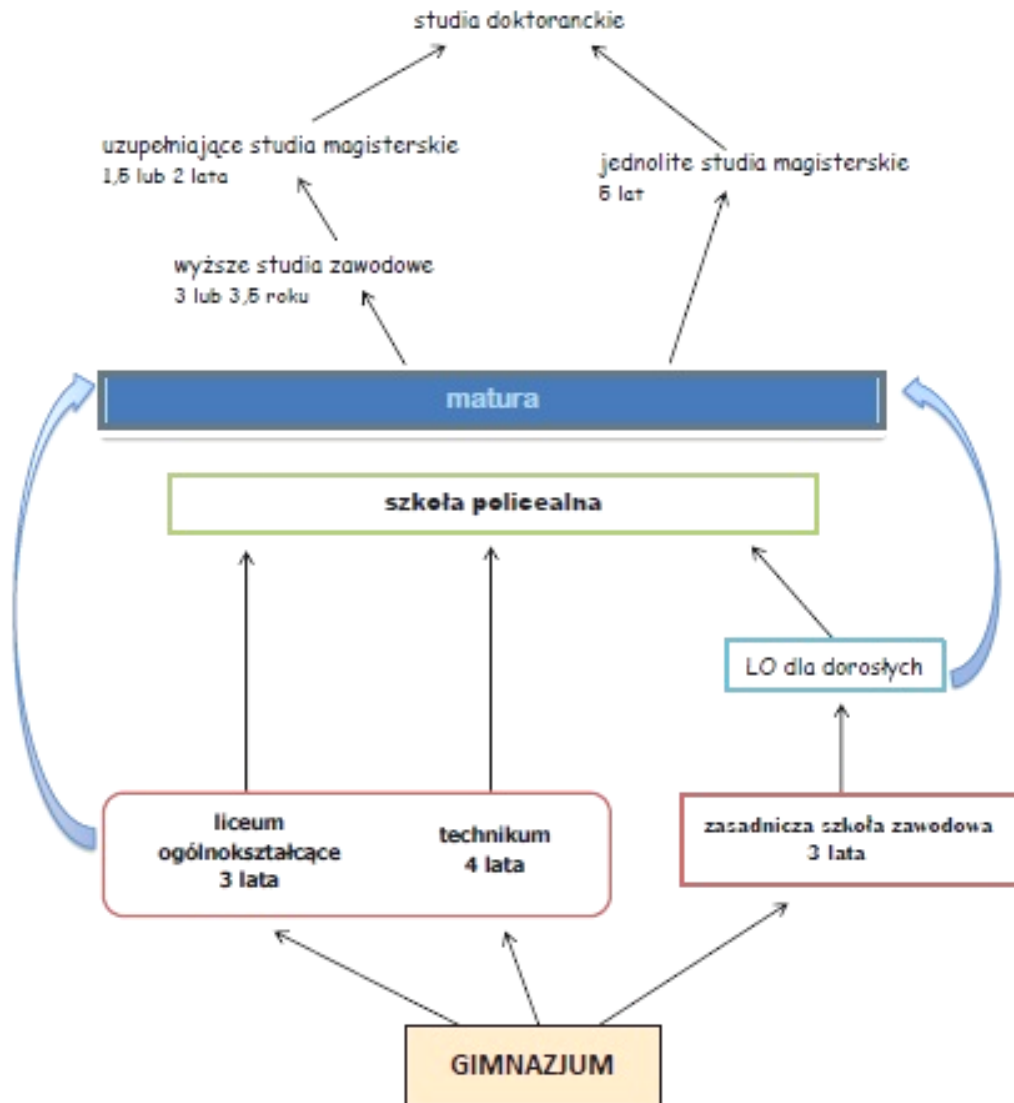 studia doktoranckie
uzupełniające studia magisterskie
1,5 lub 2 lata
jednolite studia magisterskie
5 lat
wyższe studia zawodowe
3 lub 3,5 roku
matura
szkoła policealna
LO dla dorosłych
liceum
ogólnokształcące
3 lata
technikum
4 lata
zasadnicza szkoła zawodowa
3 lata
GIMNAZJUM